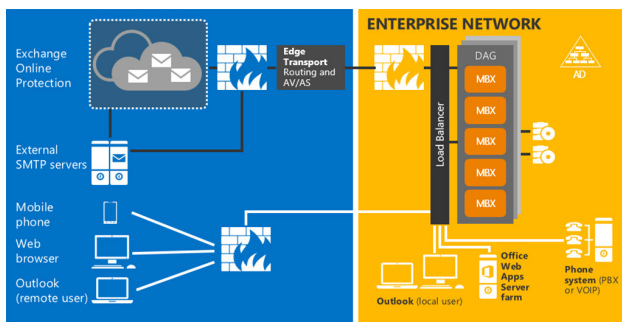 Exchange
Online
Protection
Edge
Transport
Routing and
AV/AS
ENTERPRISE NETWORK
DAG
MBX
MBX
MBX
MBX
MBX
AD
Load Balancer
External
SMTP servers
Mobile
phone
Web
browser
Outlook
(remote user)
Outlook (local user)
Office
Web
Apps
Server
farm
Phone
system (PBX
or VOIP)